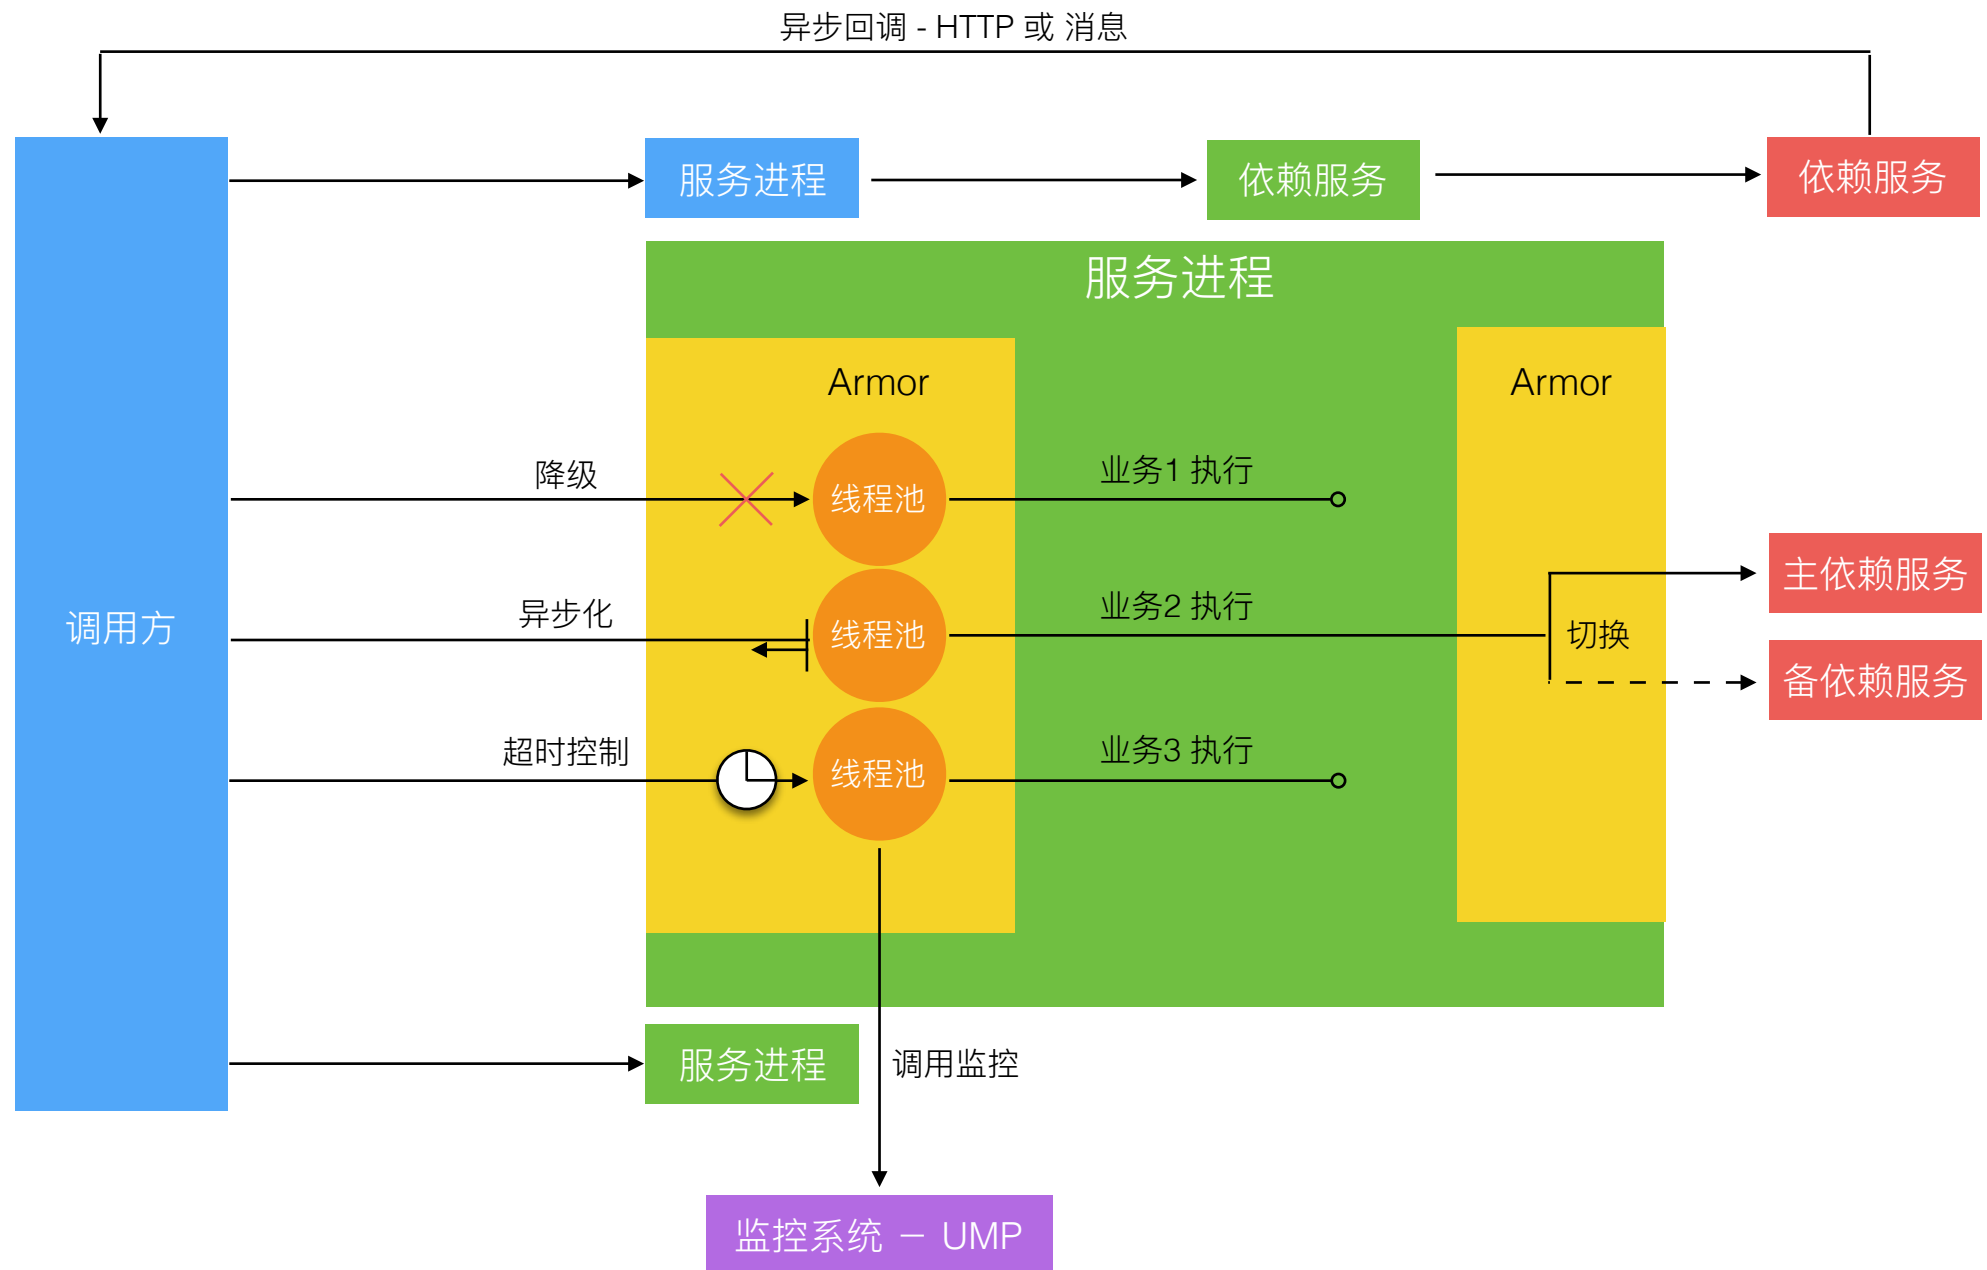 异步回调 - HTTP 或 消息
服务进程
依赖服务
依赖服务
服务进程
Armor
Armor
降级
线程池
业务1 执行
主依赖服务
调用方
异步化
线程池
业务2 执行
切换
备依赖服务
超时控制
线程池
业务3 执行
服务进程
调用监控
监控系统 － UMP